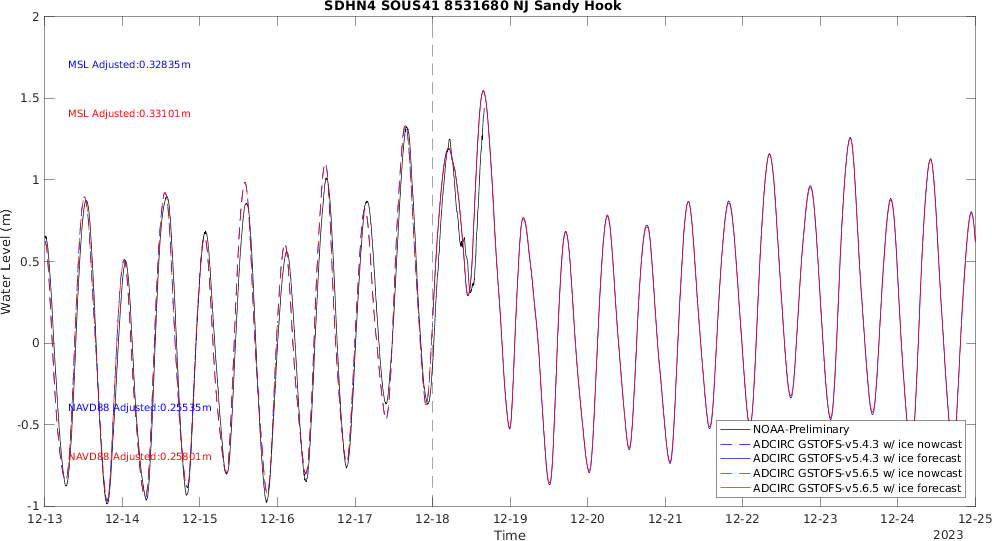 SDHN4 SOUS41 8531680 NJ Sandy Hook
2
1.5
1
0.5
0
-0.5
-1
Water Level (m)
MSL Adjusted:0.32835m
MSL Adjusted:0.33101m
NAVD88 Adjusted:0.25535m
NAVD88 Adjusted:0.25801m
NOAA-Preliminary
ADCIRC GSTOFS-v5.4.3 w/ ice nowcast
ADCIRC GSTOFS-v5.4.3 w/ ice forecast
ADCIRC GSTOFS-v5.6.5 w/ ice nowcast
ADCIRC GSTOFS-v5.6.5 w/ ice forecast
12-13 12-14 12-15 12-16 12-17 12-18 12-19 12-20 12-21 12-22 12-23 12-24 12-25
Time
2023